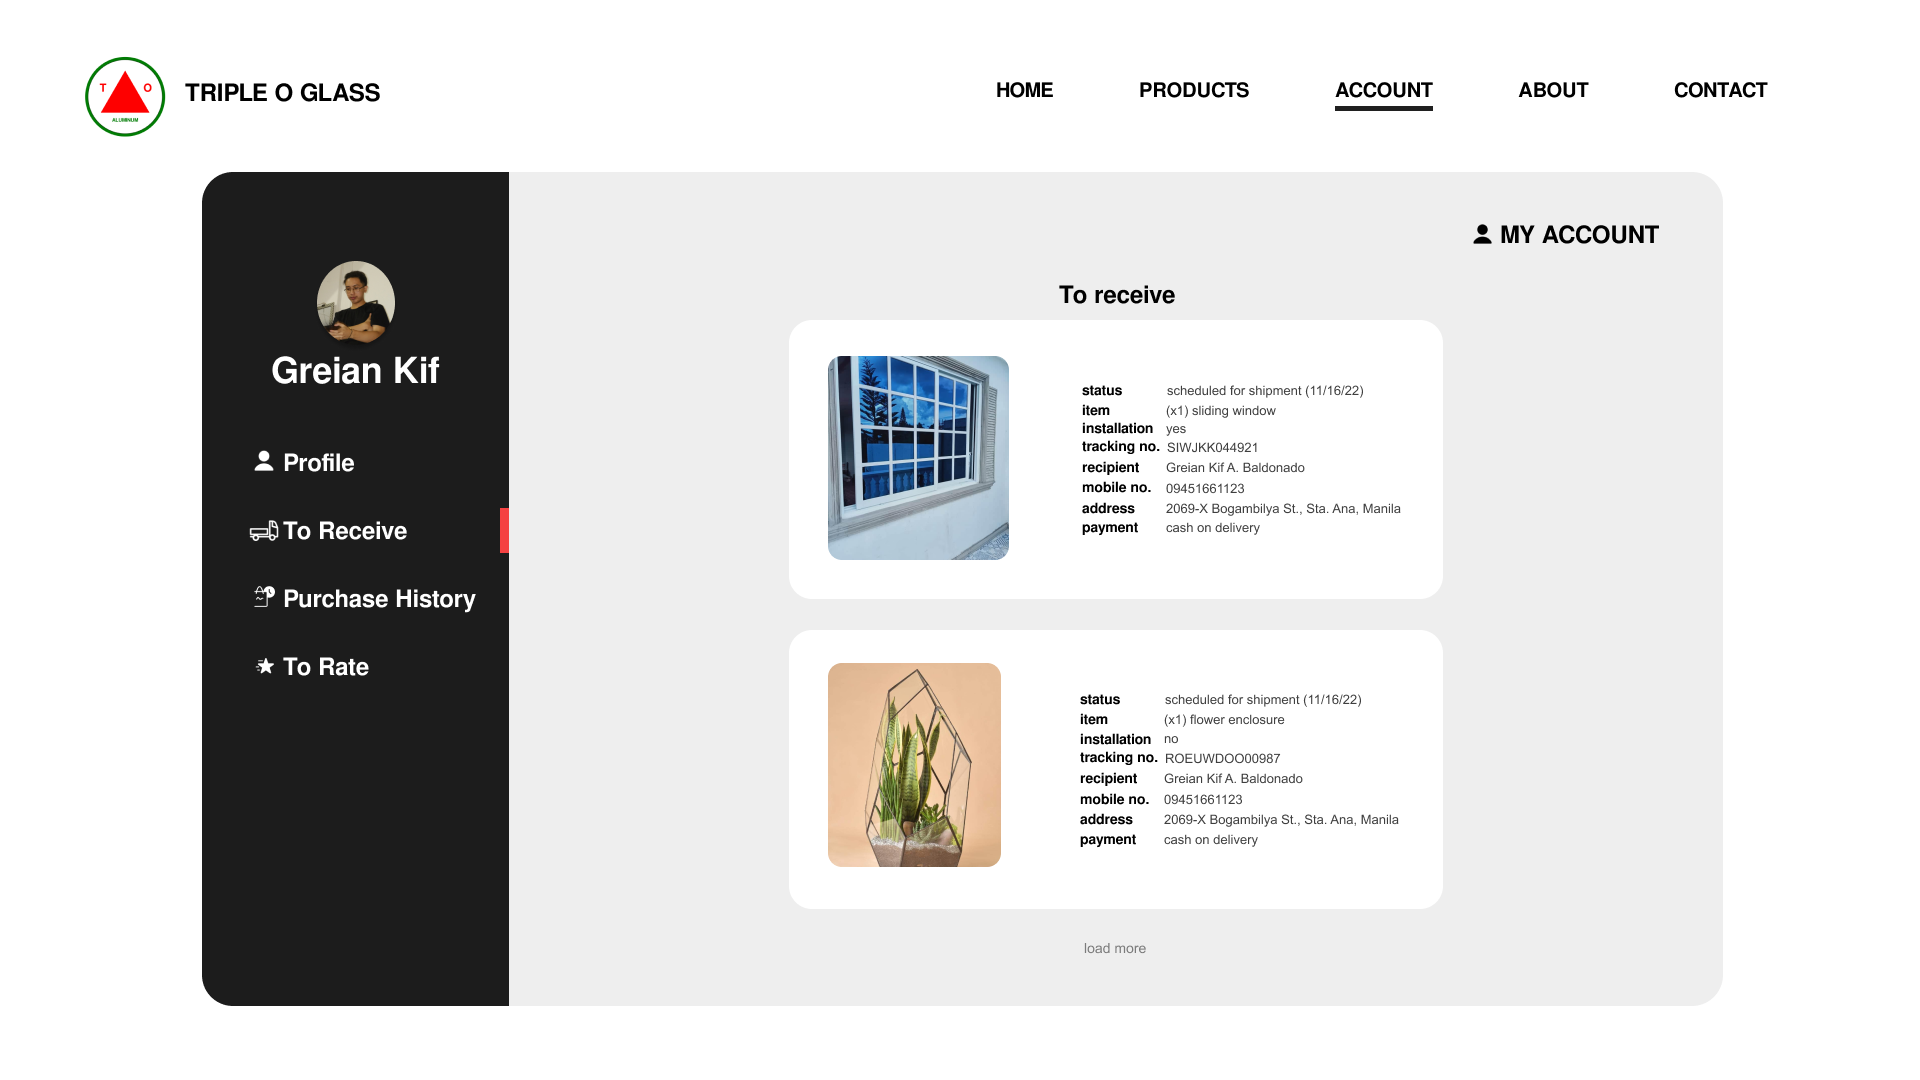 T O
ALUMINUM
TRIPLE O GLASS
HOME PRODUCTS ACCOUNT ABOUT CONTACT
MY ACCOUNT
Greian Kif
Profile
To Receive
Purchase History
To Rate
To receive
status scheduled for shipment (11/16/22)
item (x1) sliding window
installation yes
tracking no. SIWJKK044921
recipient Greian Kif A. Baldonado
mobile no. 09451661123
address 2069-X Bogambilya St., Sta. Ana, Manila
payment cash on delivery
status scheduled for shipment (11/16/22)
item (x1) flower enclosure
installation no
tracking no. ROEUWDOO00987
recipient Greian Kif A. Baldonado
mobile no. 09451661123
address 2069-X Bogambilya St., Sta. Ana, Manila
payment cash on delivery
load more